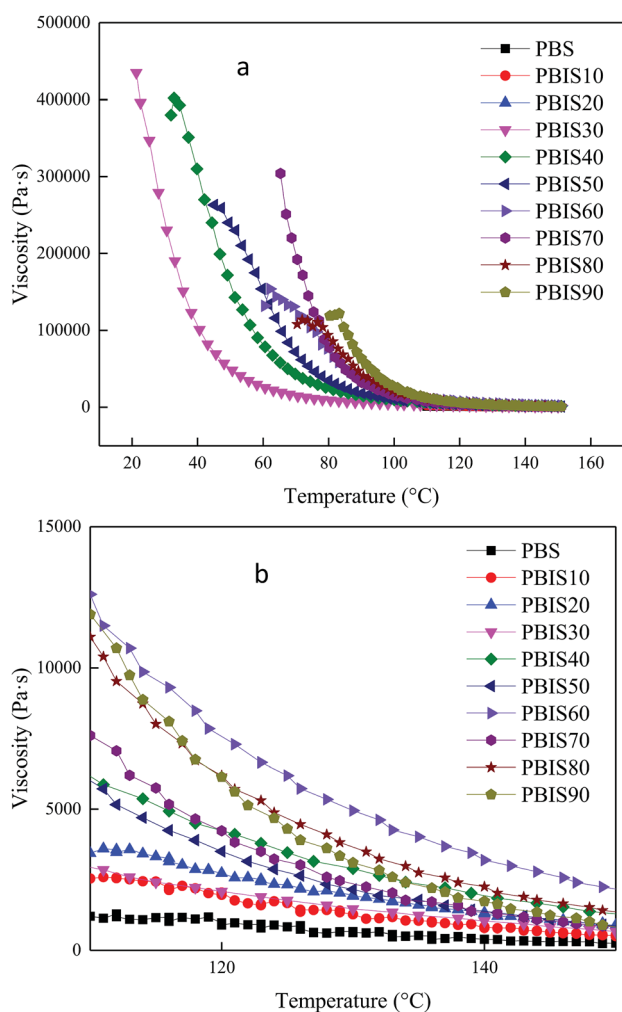 a
500000
400000
300000
200000
100000
0
Viscosity (Pa·s)
PBS
PBIS10
PBIS20
PBIS30
PBIS40
PBIS50
PBIS60
PBIS70
PBIS80
PBIS90
20 40 60 80 100 120 140 160
Temperature (°C)
b
15000
10000
5000
0
Viscosity (Pa·s)
PBS
PBIS10
PBIS20
PBIS30
PBIS40
PBIS50
PBIS60
PBIS70
PBIS80
PBIS90
120 140
Temperature (°C)